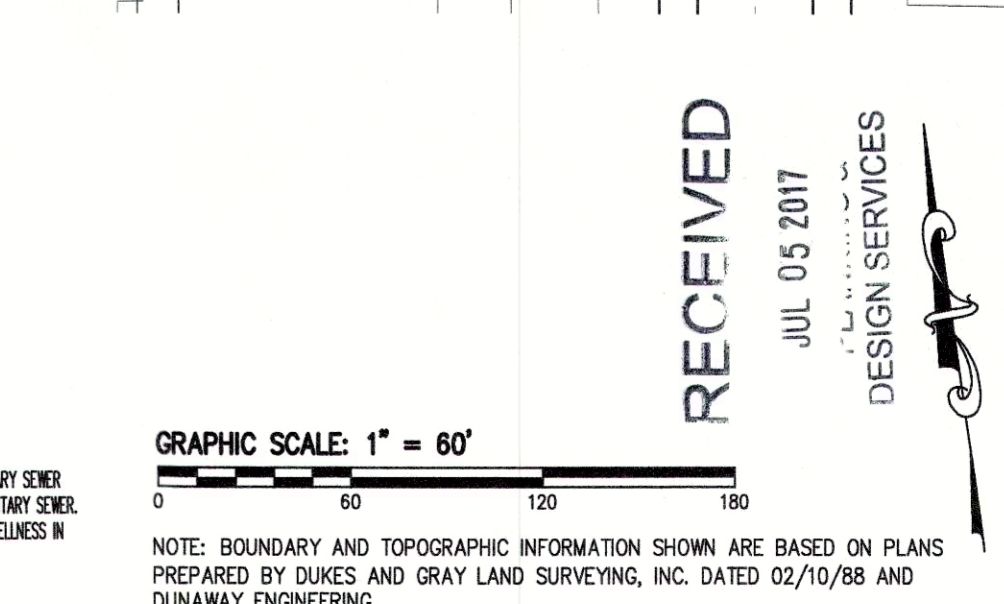 RECEIVED
JUL 05 2017
DESIGN SERVICES
GRAPHIC SCALE: 1" = 60'
0 60 120 180
RY SEWER
TARY SEWER.
ELLNESS IN
NOTE: BOUNDARY AND TOPOGRAPHIC INFORMATION SHOWN ARE BASED ON PLANS
PREPARED BY DUKES AND GRAY LAND SURVEYING, INC. DATED 02/10/88 AND
DUNAWAY ENGINEERING